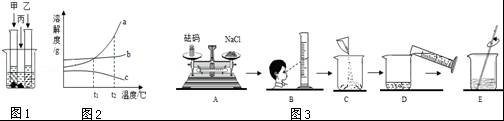 甲 乙
丙
图1
溶解度/g
a
b
c
t₁ t₂ 温度/℃
图2
砝码 NaCl
A B C D E
图3